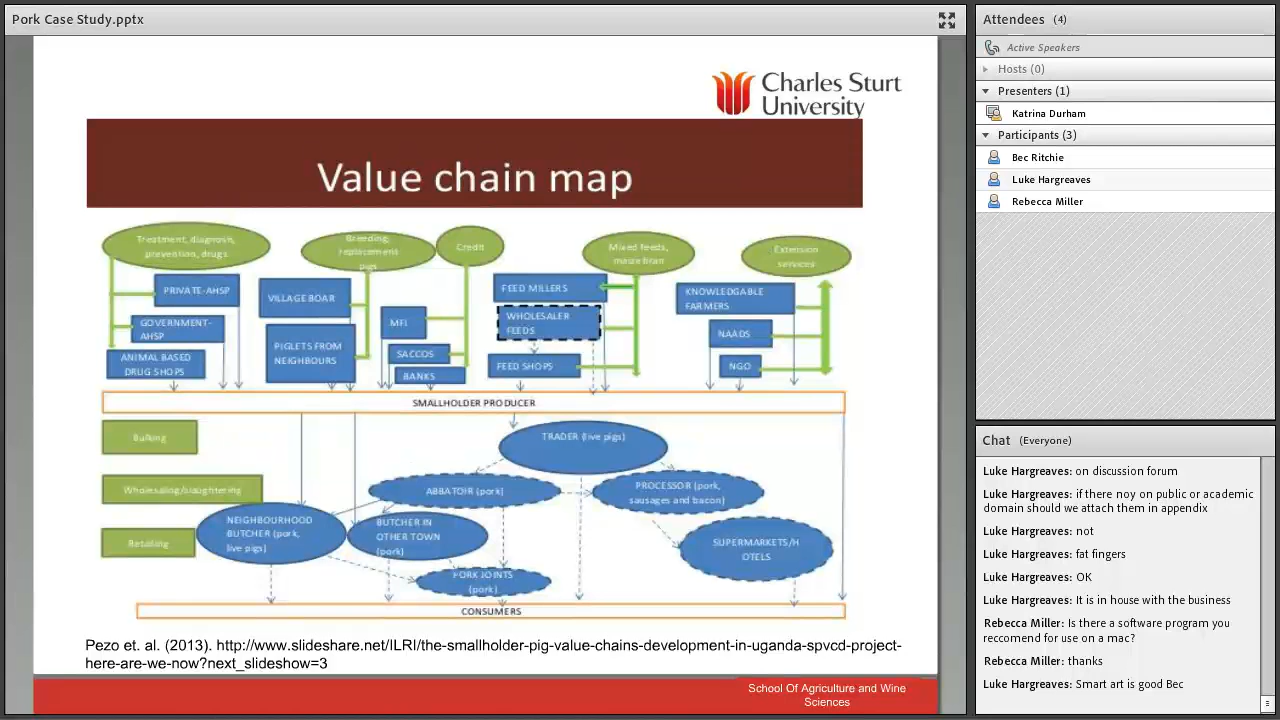 Pork Case Study.pptx
Charles Sturt
University
Value chain map
Treatment, diagnosis,
prevention, drugs
Breeding,
replacement
pigs
Credit
Mixed feeds,
maize bran
Extension
services
PRIVATE-AHSP
GOVERNMENT-
AHSP
ANIMAL BASED
DRUG SHOPS
VILLAGE BOAR
PIGLETS FROM
NEIGHBOURS
MFI
SACCOS
BANKS
FEED MILLERS
WHOLESALER
FEEDS
FEED SHOPS
KNOWLEDGABLE
FARMERS
NAADS
NGO
SMALLHOLDER PRODUCER
Bulking
Wholesaling/slaughtering
Retailing
TRADER (live pigs)
ABBATOIR (pork)
PROCESSOR (pork,
sausages and bacon)
NEIGHBOURHOOD
BUTCHER (pork,
live pigs)
BUTCHER IN
OTHER TOWN
(pork)
SUPERMARKETS/H
OTELS
PORK JOINTS
(pork)
CONSUMERS
Pezo et. al. (2013). http://www.slideshare.net/ILRI/the-smallholder-pig-value-chains-development-in-uganda-spvcd-project-
here-are-we-now?next_slideshow=3
School Of Agriculture and Wine
Sciences
Attendees (4)
Active Speakers
Hosts (0)
Presenters (1)
Katrina Durham
Participants (3)
Bec Ritchie
Luke Hargreaves
Rebecca Miller
Chat (Everyone)
Luke Hargreaves: on discussion forum
Luke Hargreaves: if they arfw on public or academic
domain should we attach them in appendix
Luke Hargreaves: nnt
Luke Hargreaves: fat fingers
Luke Hargreaves: OK
Luke Hargreaves: It is in house with the buyiness
Rebecca Miller: Is there a software program you
reccomend for use on a mac?
Rebecca Miller: thanks
Luke Hargreaves: Smart art is good Bec